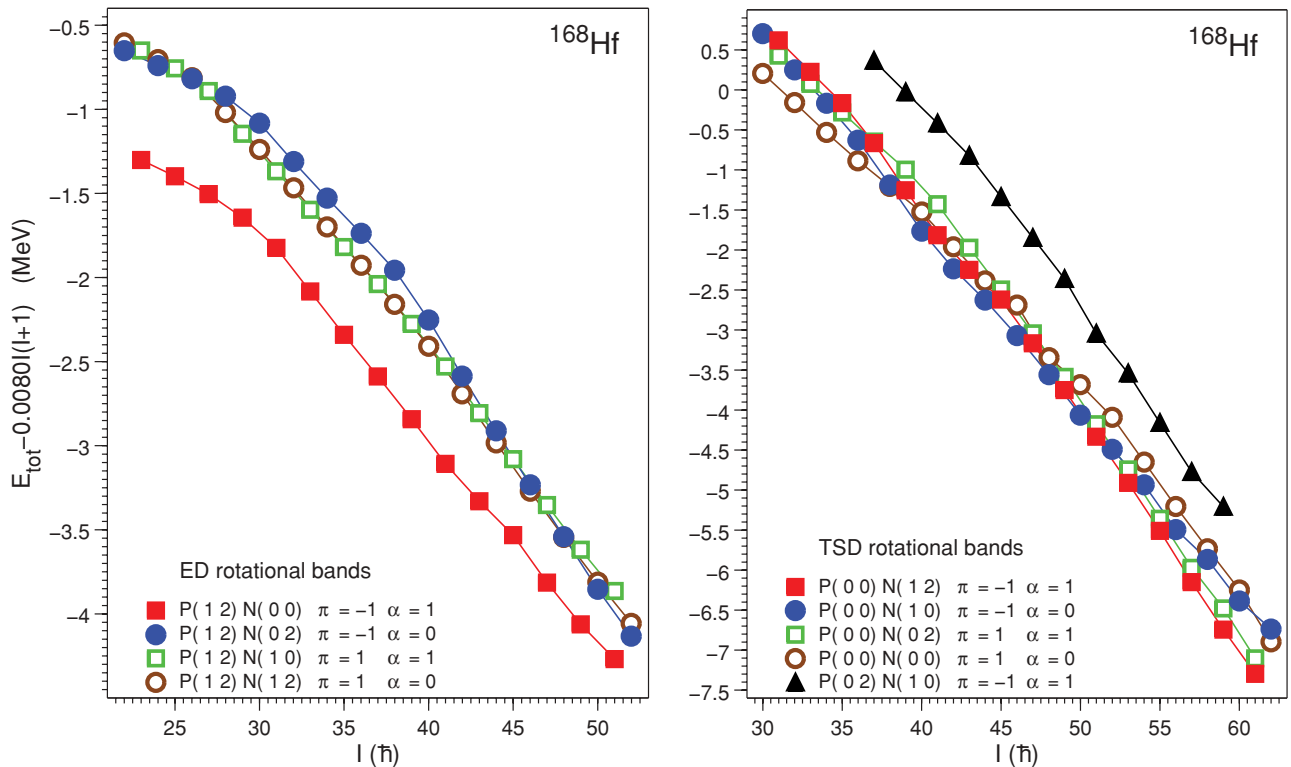 E_tot−0.0080I(I+1) (MeV)
−0.5
−1
−1.5
−2
−2.5
−3
−3.5
−4
168Hf
ED rotational bands
P( 1 2 ) N( 0 0 ) π = −1 α = 1
P( 1 2 ) N( 0 2 ) π = −1 α = 0
P( 1 2 ) N( 1 0 ) π = 1 α = 1
P( 1 2 ) N( 1 2 ) π = 1 α = 0
25 30 35 40 45 50
I (ħ)
0.5
0
−0.5
−1
−1.5
−2
−2.5
−3
−3.5
−4
−4.5
−5
−5.5
−6
−6.5
−7
−7.5
168Hf
TSD rotational bands
P( 0 0 ) N( 1 2 ) π = −1 α = 1
P( 0 0 ) N( 1 0 ) π = −1 α = 0
P( 0 0 ) N( 0 2 ) π = 1 α = 1
P( 0 0 ) N( 0 0 ) π = 1 α = 0
P( 0 2 ) N( 1 0 ) π = −1 α = 1
30 35 40 45 50 55 60
I (ħ)